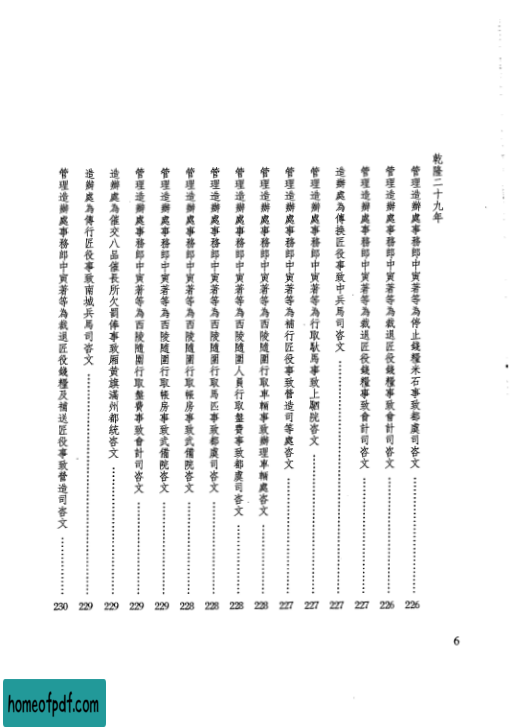 乾隆二十九年
管理造辦處事務郎中寅著等為停止錢糧米石事致都虞司咨文 226
管理造辦處事務郎中寅著等為裁退匠役錢糧事致會計司咨文 226
管理造辦處事務郎中寅著等為裁退匠役錢糧事致會計司咨文 227
造辦處為傳換匠役事致中兵馬司咨文 227
管理造辦處事務郎中寅著等為行取馱馬事致上駟院咨文 227
管理造辦處事務郎中寅著等為補行匠役事致營造司等處咨文 227
管理造辦處事務郎中寅著等為西陵隨圍行取車輛事致辦理車輛處咨文 228
管理造辦處事務郎中寅著等為西陵隨圍人員行取盤費事致都虞司咨文 228
管理造辦處事務郎中寅著等為西陵隨圍行取馬匹事致都虞司咨文 228
管理造辦處事務郎中寅著等為西陵隨圍行取帳房事致武備院咨文 228
管理造辦處事務郎中寅著等為西陵隨圍行取帳房事致武備院咨文 229
管理造辦處事務郎中寅著等為西陵隨圍行取盤費事致會計司咨文 229
造辦處為催交八品催長所欠罰俸事致廂黃旗滿州都統咨文 229
造辦處為傳行匠役事致南城兵馬司咨文 229
管理造辦處事務郎中寅著等為裁退匠役錢糧及補送匠役事致營造司咨文 230
6
homeofpdf.com